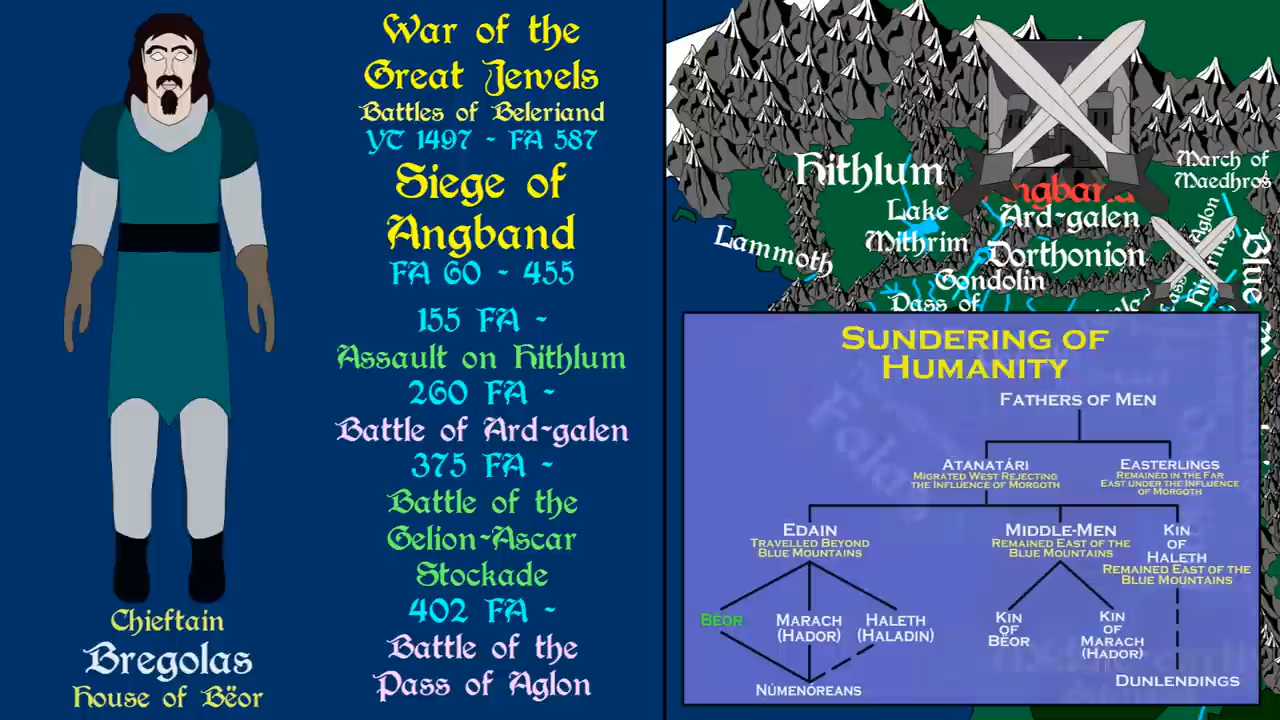 War of the
Great Jewels
Battles of Beleriand
YT 1497 - FA 587
Siege of
Angband
FA 60 - 455
155 FA -
Assault on Hithlum
260 FA -
Battle of Ard-galen
375 FA -
Battle of the
Gelion-Ascar
Stockade
402 FA -
Battle of the
Pass of Aglon
Chieftain
Bregolas
House of Bëor
Hithlum
Lake
Mithrim
Lammoth
Ard-galen
Dorthonion
Gondolin
Pass of
March of
Maedhros
Aglon
Blue
SUNDERING OF
HUMANITY
FATHERS OF MEN
ATANATÁRI
MIGRATED WEST REJECTING
THE INFLUENCE OF MORGOTH
EASTERLINGS
REMAINED IN THE FAR
EAST UNDER THE INFLUENCE
OF MORGOTH
EDAIN
TRAVELLED BEYOND
BLUE MOUNTAINS
MIDDLE-MEN
REMAINED EAST OF THE
BLUE MOUNTAINS
KIN
OF
HALETH
REMAINED EAST OF THE
BLUE MOUNTAINS
BËOR
MARACH
(HADOR)
HALETH
(HALADIN)
KIN
OF
BËOR
KIN
OF
MARACH
(HADOR)
NÚMENÓREANS
DUNLENDINGS